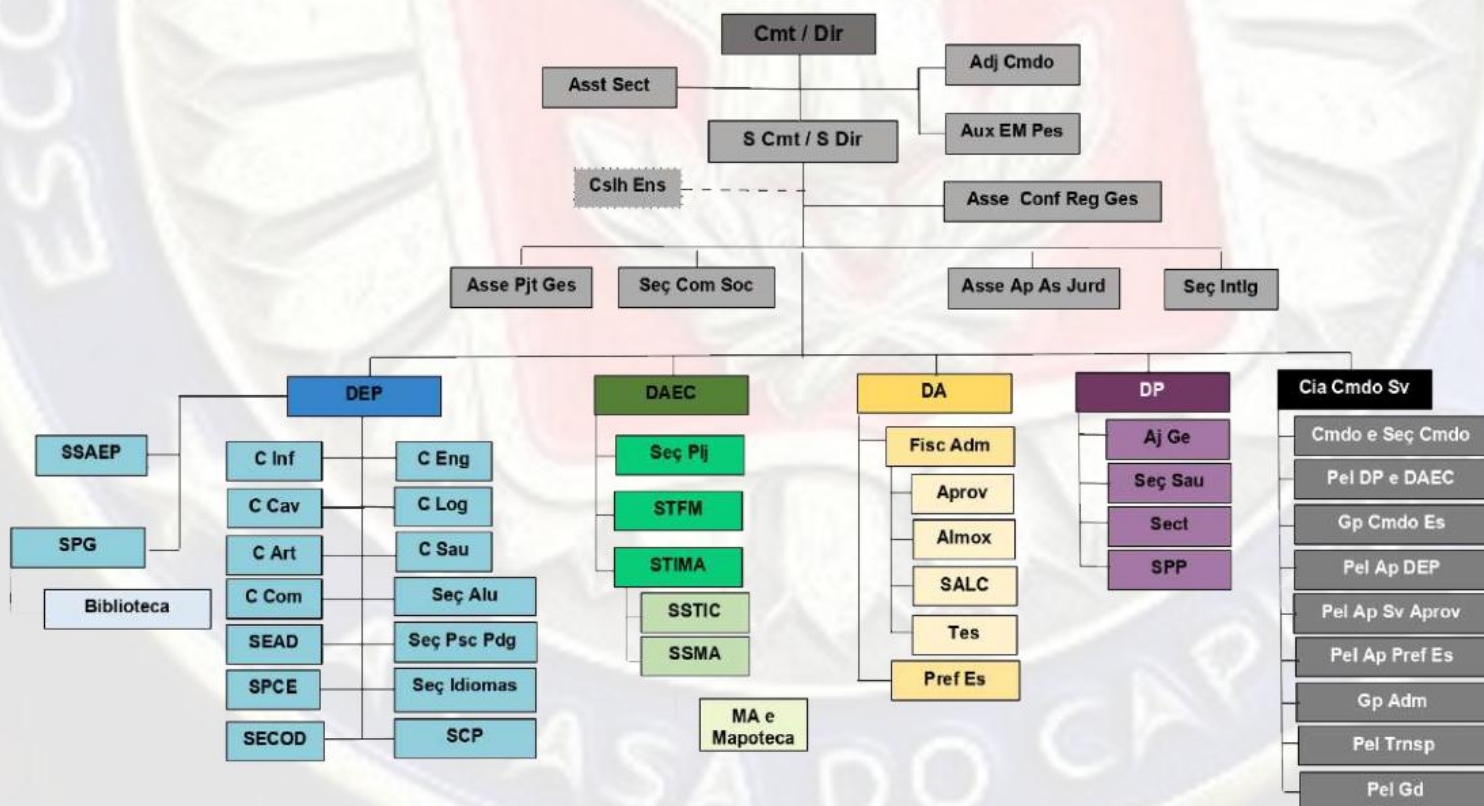 Cmt / Dir
Adj Cmdo
Asst Sect
Aux EM Pes
S Cmt / S Dir
Cslh Ens
Asse Conf Reg Ges
Asse Pjt Ges
Seç Com Soc
Asse Ap As Jurd
Seç Intlg
DEP
SSAEP
SPG
Biblioteca
C Inf
C Cav
C Art
C Com
SEAD
SPCE
SECOD
C Eng
C Log
C Sau
Seç Alu
Seç Psc Pdg
Seç Idiomas
SCP
DAEC
Seç Plj
STFM
STIMA
SSTIC
SSMA
MA e
Mapoteca
DA
Fisc Adm
Aprov
Almox
SALC
Tes
Pref Es
DP
Aj Ge
Seç Sau
Sect
SPP
Cia Cmdo Sv
Cmdo e Seç Cmdo
Pel DP e DAEC
Gp Cmdo Es
Pel Ap DEP
Pel Ap Sv Aprov
Pel Ap Pref Es
Gp Adm
Pel Trnsp
Pel Gd
ESCO
CASA DO CAP